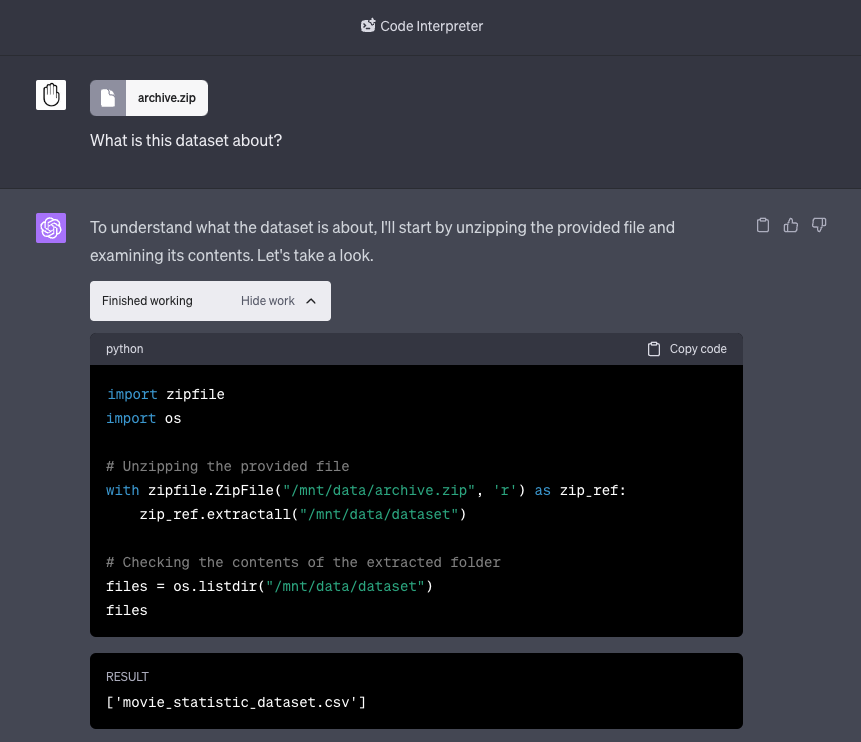 Code Interpreter
archive.zip
What is this dataset about?
To understand what the dataset is about, I'll start by unzipping the provided file and
examining its contents. Let's take a look.
Finished working Hide work
python Copy code
import zipfile
import os
# Unzipping the provided file
with zipfile.ZipFile("/mnt/data/archive.zip", 'r') as zip_ref:
    zip_ref.extractall("/mnt/data/dataset")
# Checking the contents of the extracted folder
files = os.listdir("/mnt/data/dataset")
files
RESULT
['movie_statistic_dataset.csv']